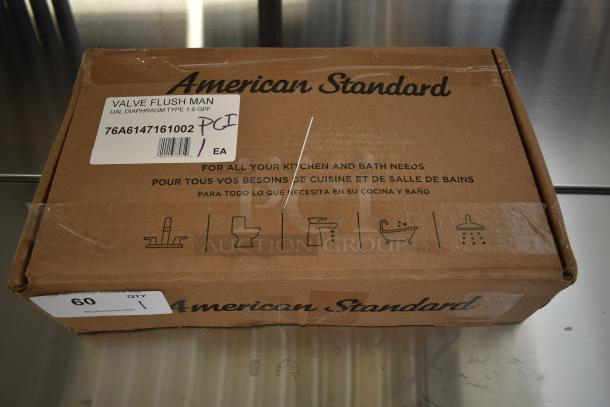 American Standard
VALVE FLUSH MAN
UAL DIAPHRAGM TYPE 1.6 GPF
76A6147161002 PCI
1 EA
FOR ALL YOUR KITCHEN AND BATH NEEDS
POUR TOUS VOS BESOINS DE CUISINE ET DE SALLE DE BAINS
PARA TODO LO QUE NECESITA EN SU COCINA Y BAÑO
PCI
AUCTION GROUP
60 QTY 1
American Standard